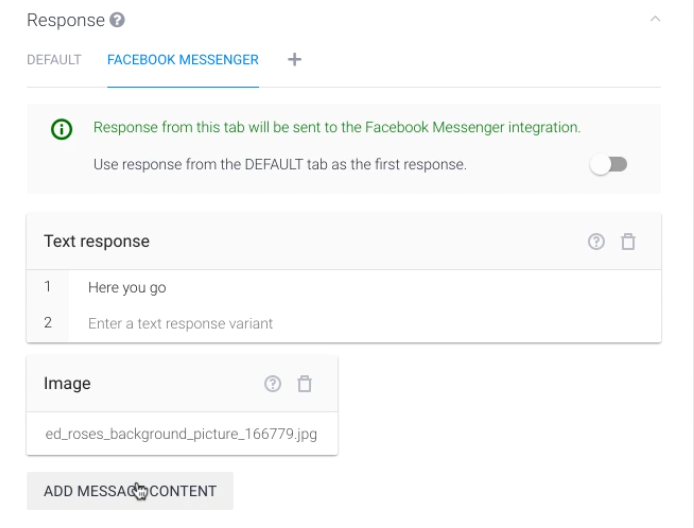 Response
DEFAULT FACEBOOK MESSENGER +
Response from this tab will be sent to the Facebook Messenger integration.
Use response from the DEFAULT tab as the first response.
Text response
1 Here you go
2 Enter a text response variant
Image
ed_roses_background_picture_166779.jpg
ADD MESSAGE CONTENT